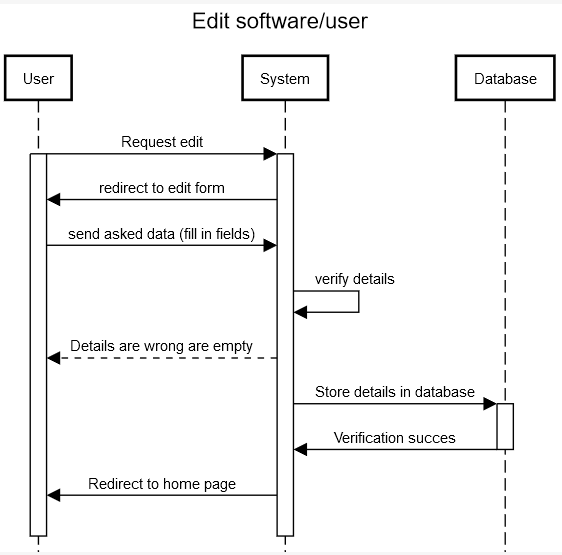 Edit software/user
User
System
Database
Request edit
redirect to edit form
send asked data (fill in fields)
verify details
Details are wrong are empty
Store details in database
Verification succes
Redirect to home page